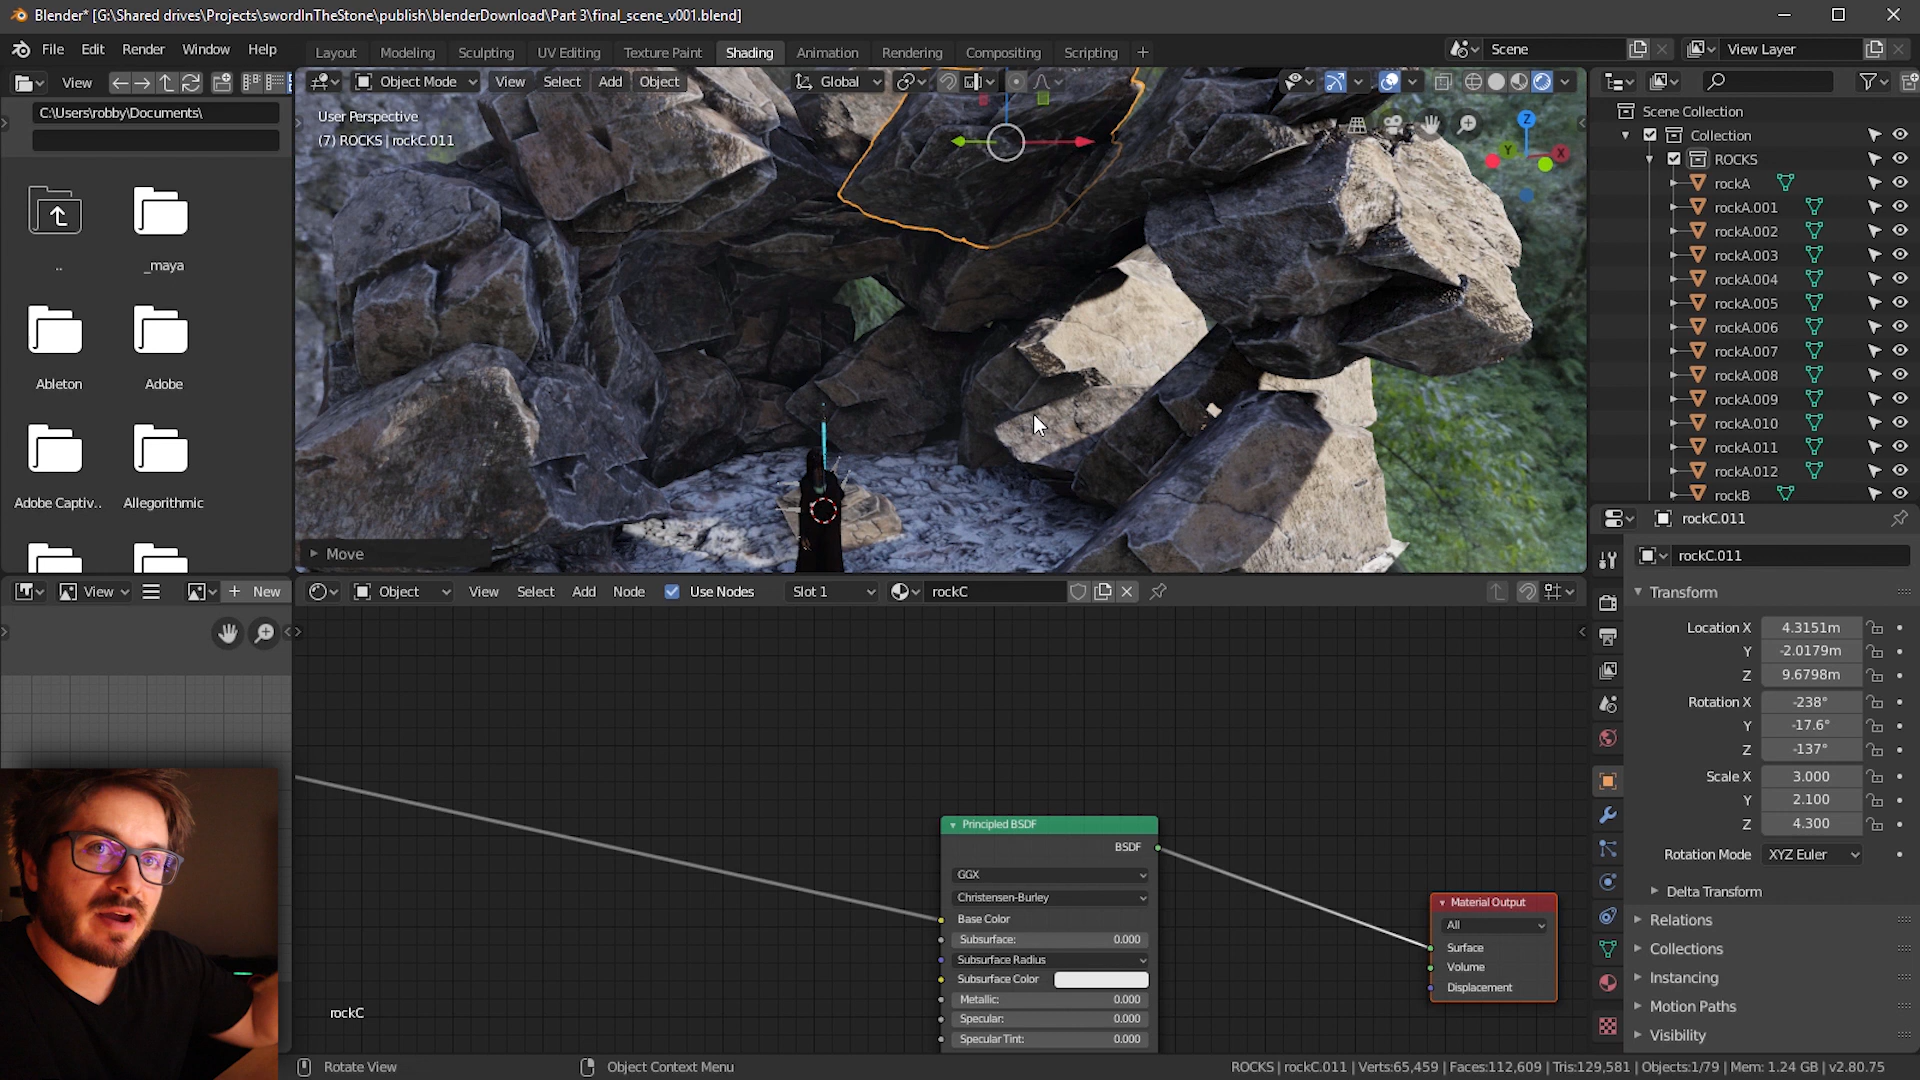 Blender* [G:\Shared drives\Projects\swordInTheStone\publish\blenderDownload\Part 3\final_scene_v001.blend]
File Edit Render Window Help
Layout Modeling Sculpting UV Editing Texture Paint Shading Animation Rendering Compositing Scripting +
Scene
View Layer
View
Object Mode View Select Add Object
Global
C:\Users\robby\Documents\
..
_maya
Ableton
Adobe
Adobe Captiv..
Allegorithmic
User Perspective
(7) ROCKS | rockC.011
Z
Y
X
Move
Scene Collection
Collection
ROCKS
rockA
rockA.001
rockA.002
rockA.003
rockA.004
rockA.005
rockA.006
rockA.007
rockA.008
rockA.009
rockA.010
rockA.011
rockA.012
rockB
View
+ New
Object View Select Add Node Use Nodes Slot 1 rockC
Principled BSDF
BSDF
GGX
Christensen-Burley
Base Color
Subsurface: 0.000
Subsurface Radius
Subsurface Color
Metallic: 0.000
Specular: 0.000
Specular Tint: 0.000
Material Output
All
Surface
Volume
Displacement
rockC
rockC.011
rockC.011
Transform
Location X 4.3151m
Y -2.0179m
Z 9.6798m
Rotation X -238°
Y -17.6°
Z -137°
Scale X 3.000
Y 2.100
Z 4.300
Rotation Mode XYZ Euler
Delta Transform
Relations
Collections
Instancing
Motion Paths
Visibility
Rotate View
Object Context Menu
ROCKS | rockC.011 | Verts:65,459 | Faces:112,609 | Tris:129,581 | Objects:1/79 | Mem: 1.24 GB | v2.80.75